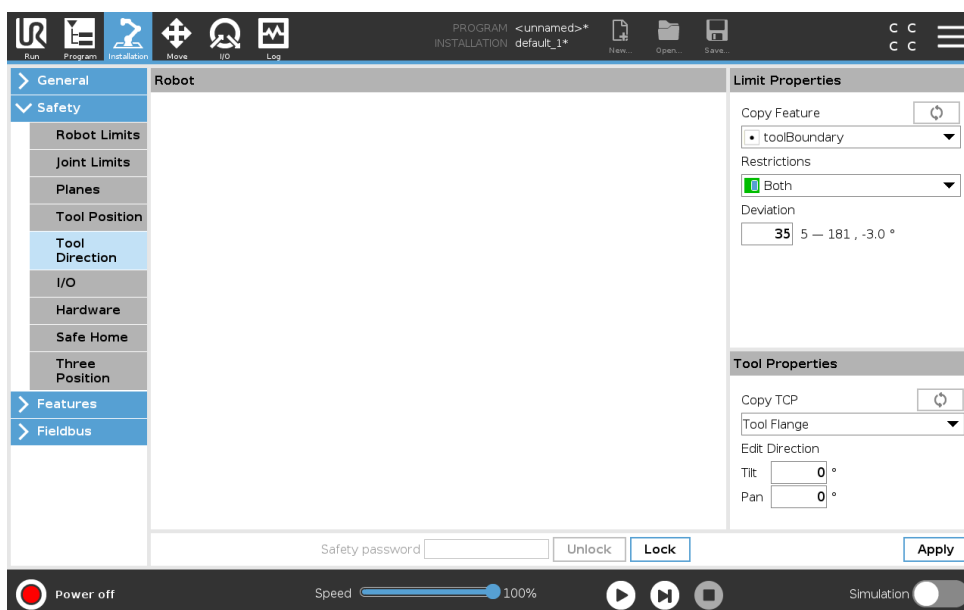 PROGRAM <unnamed>*
INSTALLATION default_1*
Run Program Installation Move I/O Log New... Open... Save...
C C
C C
General
Safety
Robot Limits
Joint Limits
Planes
Tool Position
Tool
Direction
I/O
Hardware
Safe Home
Three
Position
Features
Fieldbus
Robot
Limit Properties
Copy Feature
toolBoundary
Restrictions
Both
Deviation
35 5 — 181 , -3.0 °
Tool Properties
Copy TCP
Tool Flange
Edit Direction
Tilt 0 °
Pan 0 °
Safety password Unlock Lock Apply
Power off Speed 100% Simulation